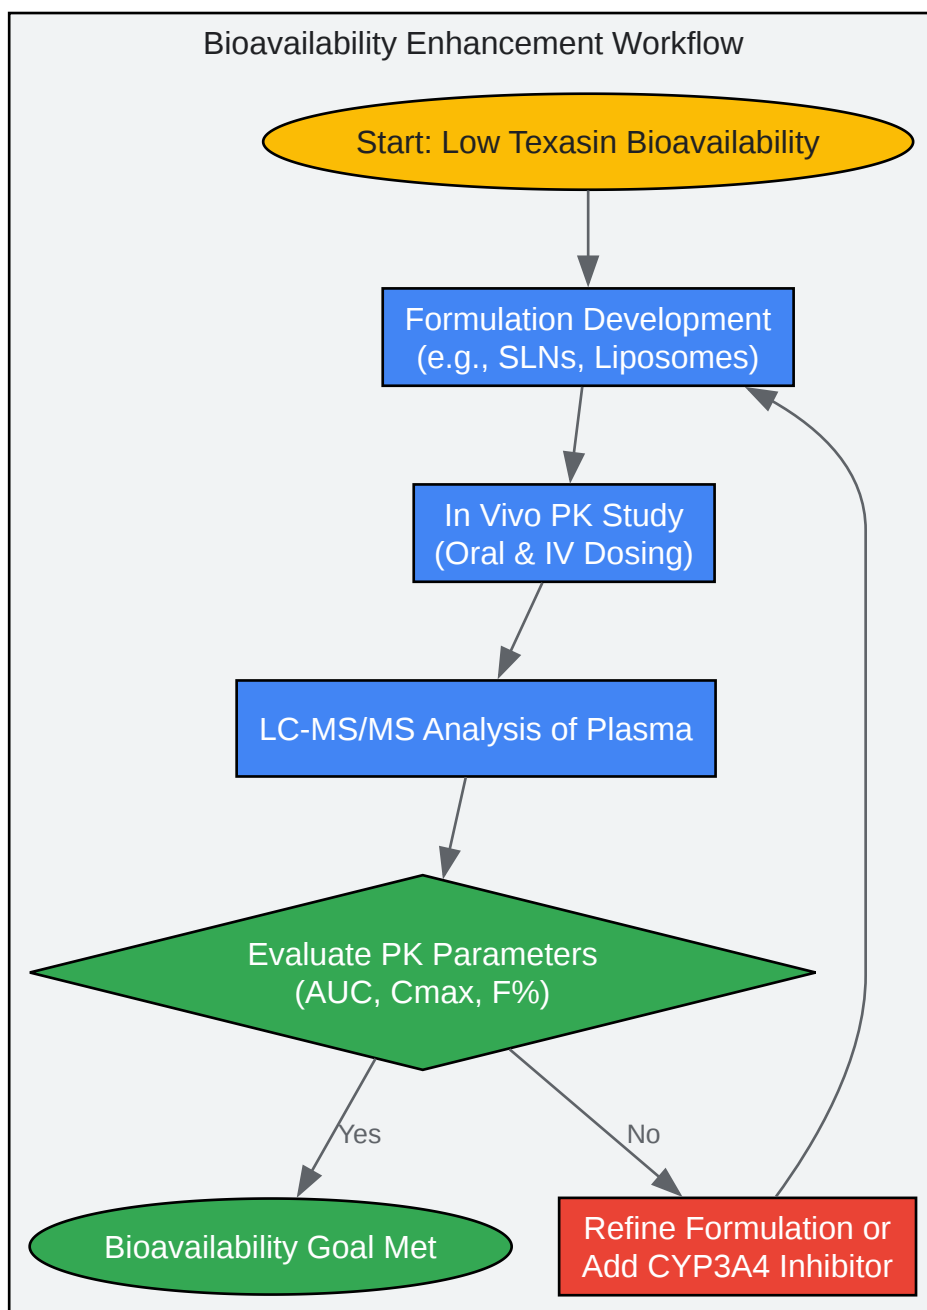 Bioavailability Enhancement Workflow
Start: Low Texasin Bioavailability
Formulation Development
(e.g., SLNs, Liposomes)
In Vivo PK Study
(Oral & IV Dosing)
LC-MS/MS Analysis of Plasma
Evaluate PK Parameters
(AUC, Cmax, F%)
Yes
No
Bioavailability Goal Met
Refine Formulation or
Add CYP3A4 Inhibitor